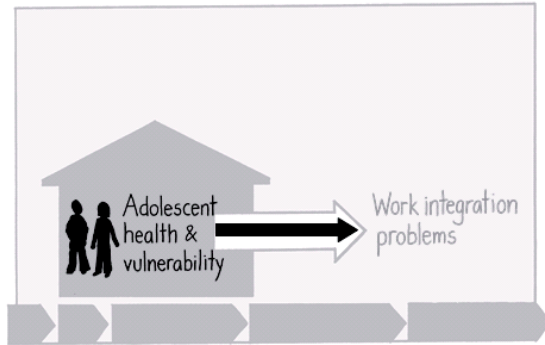 Adolescent
health &
vulnerability
Work integration
problems